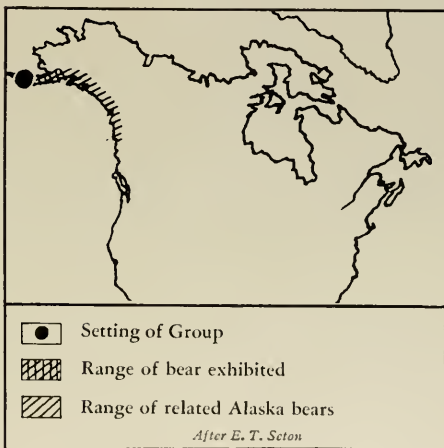 Setting of Group
Range of bear exhibited
Range of related Alaska bears
After E. T. Seton